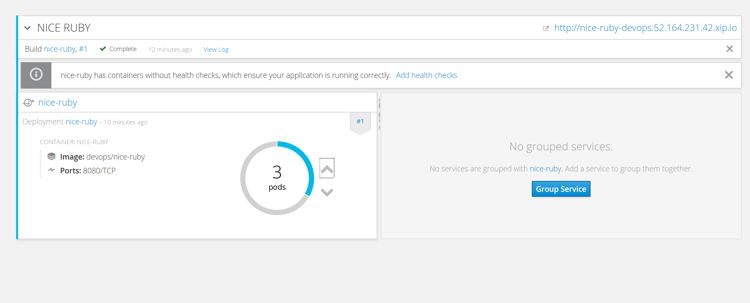 NICE RUBY
http://nice-ruby-devops.52.164.231.42.xip.io
Build nice-ruby, #1 Complete 12 minutes ago View Log
nice-ruby has containers without health checks, which ensure your application is running correctly. Add health checks
nice-ruby
Deployment nice-ruby - 10 minutes ago
#1
CONTAINER: NICE-RUBY
Image: devops/nice-ruby
Ports: 8080/TCP
3
pods
No grouped services.
No services are grouped with nice-ruby. Add a service to group them together.
Group Service